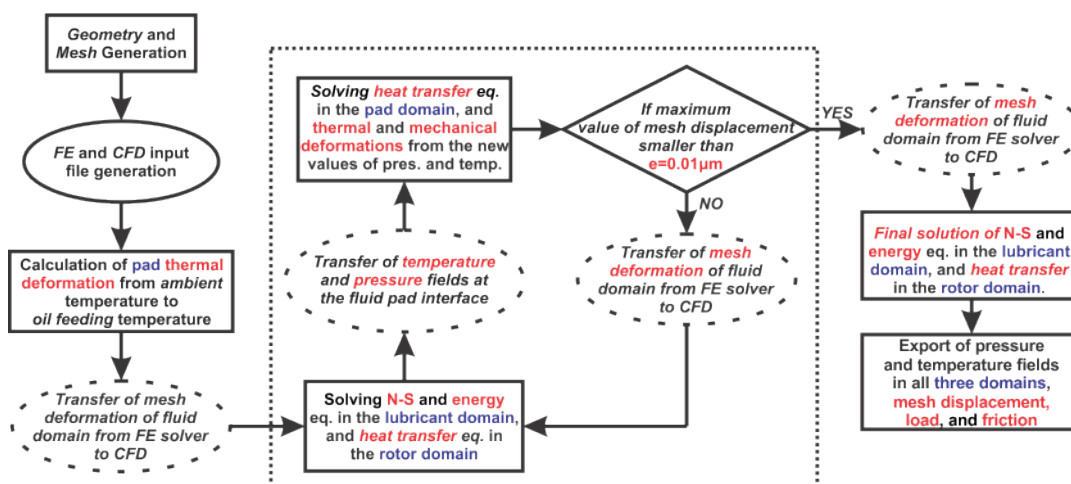 Geometry and
Mesh Generation
FE and CFD input
file generation
Calculation of pad thermal
deformation from ambient
temperature to
oil feeding temperature
Transfer of mesh
deformation of fluid
domain from FE solver
to CFD
Solving N-S and energy
eq. in the lubricant domain,
and heat transfer eq. in
the rotor domain
Transfer of temperature
and pressure fields at
the fluid pad interface
Solving heat transfer eq.
in the pad domain, and
thermal and mechanical
deformations from the new
values of pres. and temp.
If maximum
value of mesh displacement
smaller than
e=0.01µm
NO
Transfer of mesh
deformation of fluid
domain from FE solver
to CFD
YES
Transfer of mesh
deformation of fluid
domain from FE solver
to CFD
Final solution of N-S and
energy eq. in the lubricant
domain, and heat transfer
in the rotor domain.
Export of pressure
and temperature fields
in all three domains,
mesh displacement,
load, and friction